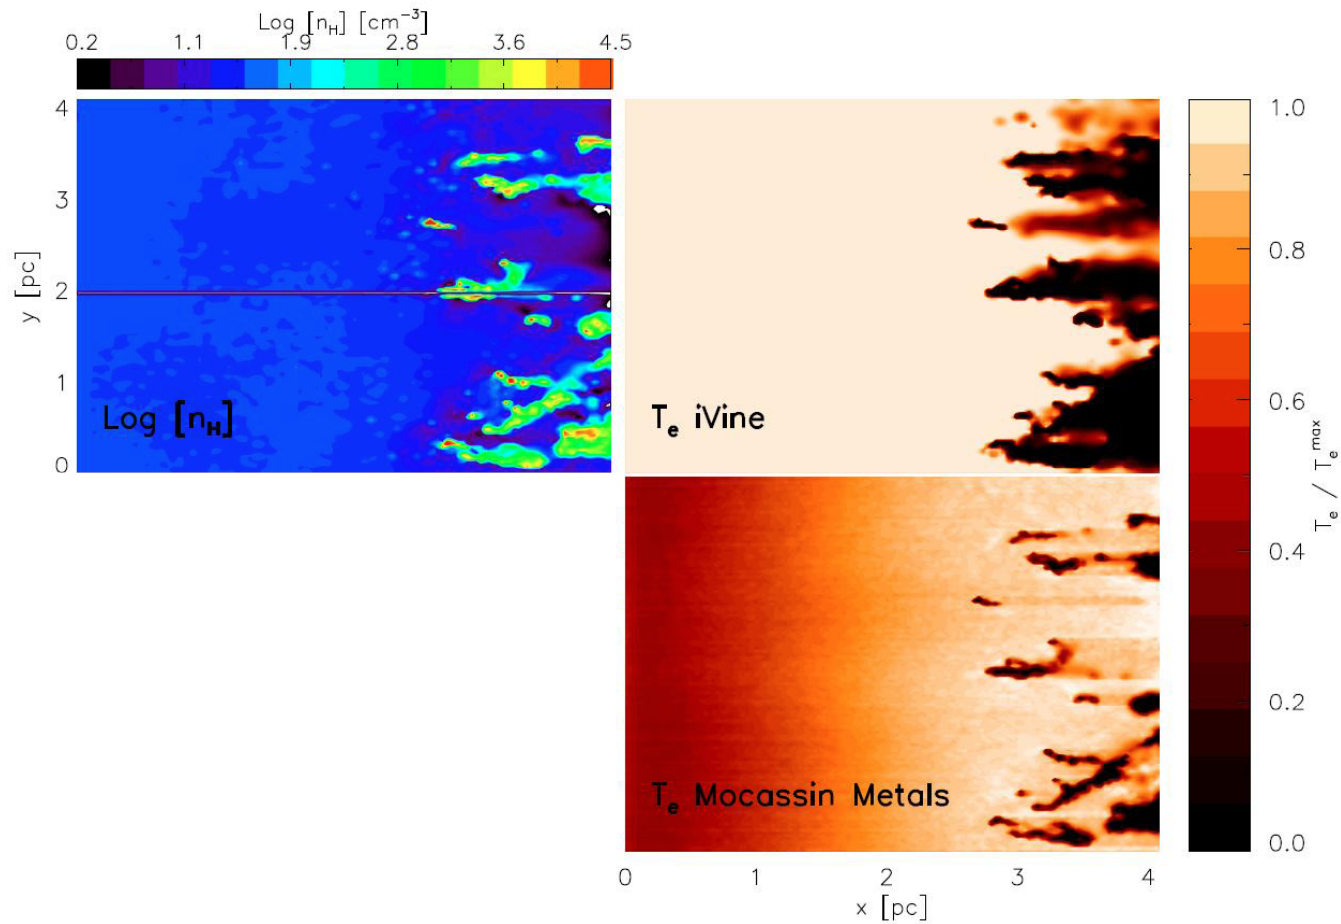 Log [n_H] [cm^-3]
0.2 1.1 1.9 2.8 3.6 4.5
4
3
2
1
0
y [pc]
Log [n_H]
T_e iVine
T_e Mocassin Metals
0 1 2 3 4
x [pc]
1.0
0.8
0.6
0.4
0.2
0.0
T_e / T_e^max